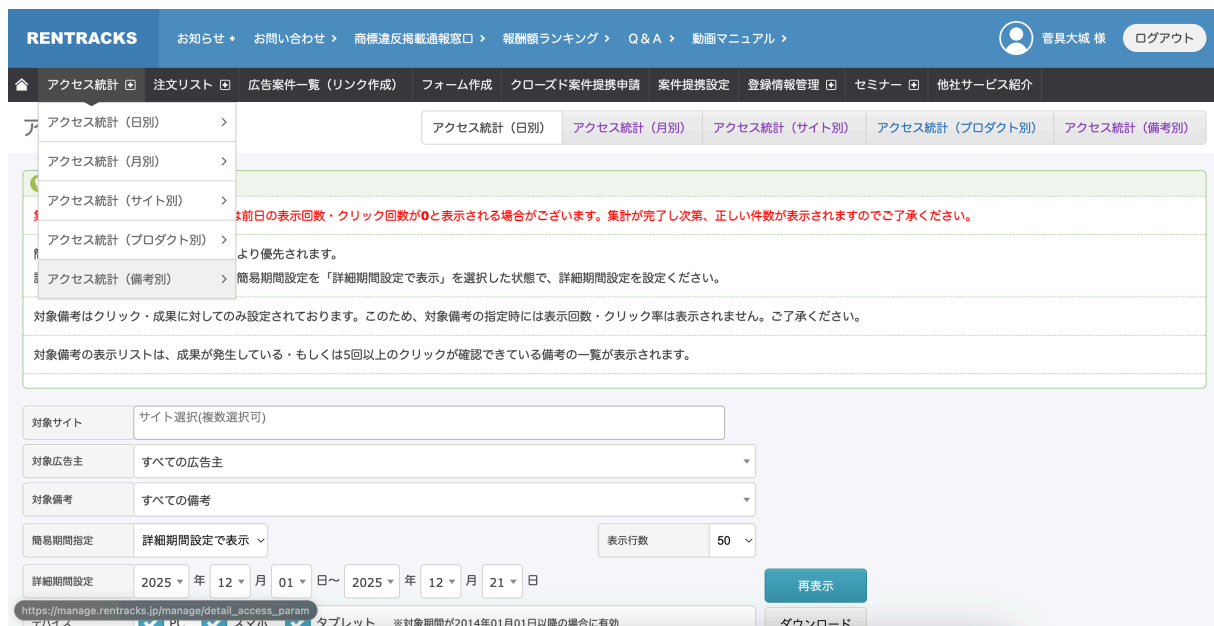 RENTRACKS
お知らせ +
お問い合わせ >
商標違反掲載通報窓口 >
報酬額ランキング >
Q & A >
動画マニュアル >
菅具大城 様
ログアウト
アクセス統計
注文リスト
広告案件一覧（リンク作成）
フォーム作成
クローズド案件提携申請
案件提携設定
登録情報管理
セミナー
他社サービス紹介
アクセス統計（日別）
アクセス統計（月別）
アクセス統計（サイト別）
アクセス統計（プロダクト別）
アクセス統計（備考別）
アクセス統計（日別）
アクセス統計（月別）
アクセス統計（サイト別）
アクセス統計（プロダクト別）
アクセス統計（備考別）
は前日の表示回数・クリック回数が0と表示される場合がございます。集計が完了し次第、正しい件数が表示されますのでご了承ください。
より優先されます。
簡易期間設定を「詳細期間設定で表示」を選択した状態で、詳細期間設定を設定ください。
対象備考はクリック・成果に対してのみ設定されております。このため、対象備考の指定時には表示回数・クリック率は表示されません。ご了承ください。
対象備考の表示リストは、成果が発生している・もしくは5回以上のクリックが確認できている備考の一覧が表示されます。
対象サイト サイト選択(複数選択可)
対象広告主 すべての広告主
対象備考 すべての備考
簡易期間指定 詳細期間設定で表示 表示行数 50
詳細期間設定 2025 年 12 月 01 日〜 2025 年 12 月 21 日
再表示
https://manage.rentracks.jp/manage/detail_access_param
デバイス PC スマホ タブレット ※対象期間が2014年01月01日以降の場合に有効
ダウンロード